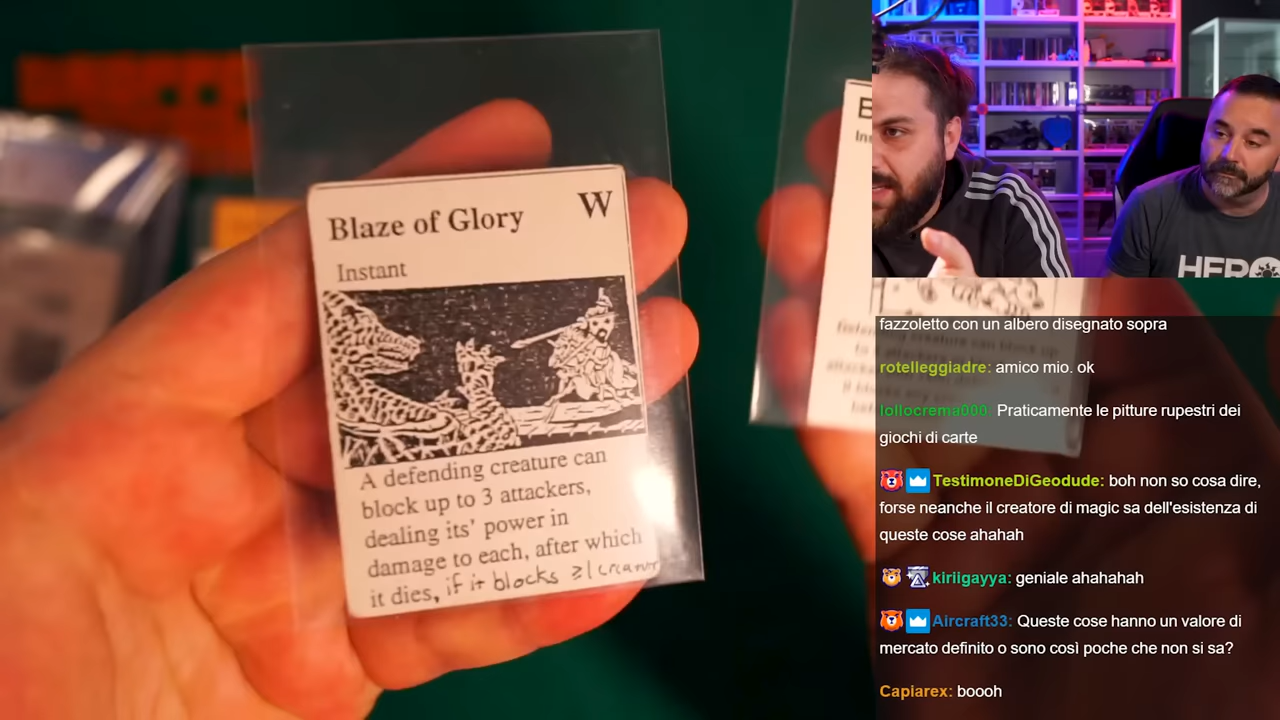 Blaze of Glory W
Instant
A defending creature can
block up to 3 attackers,
dealing its' power in
damage to each, after which
it dies, if it blocks ≥1
HERO
fazzoletto con un albero disegnato sopra
rotelleggiadre: amico mio. ok
lollocrema000: Praticamente le pitture rupestri dei
giochi di carte
TestimoneDiGeodude: boh non so cosa dire,
forse neanche il creatore di magic sa dell'esistenza di
queste cose ahahah
kiriigayya: geniale ahahahah
Aircraft33: Queste cose hanno un valore di
mercato definito o sono così poche che non si sa?
Capiarex: boooh